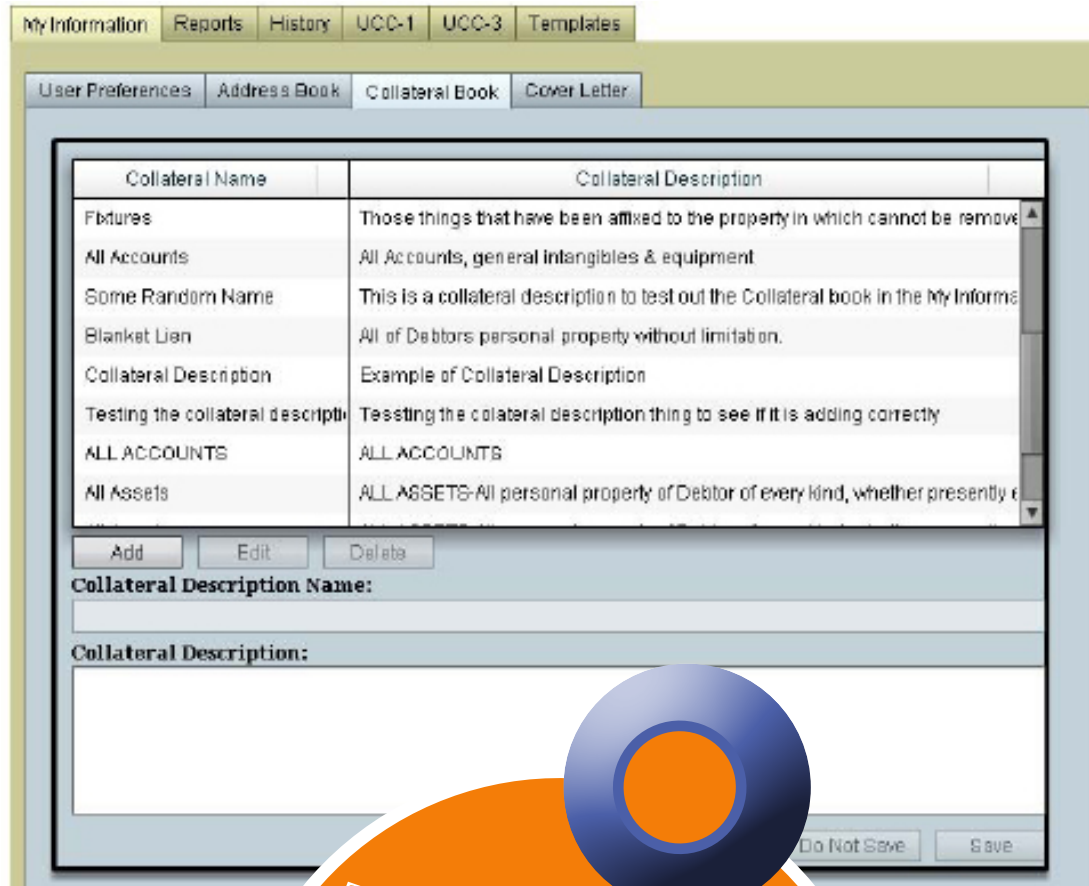 My Information Reports History UCC-1 UCC-3 Templates
User Preferences Address Book Collateral Book Cover Letter
Collateral Name Collateral Description
Fixtures Those things that have been affixed to the property in which cannot be remove
All Accounts All Accounts, general intangibles & equipment
Some Random Name This is a collateral description to test out the Collateral book in the My Informa
Blanket Lien All of Debtors personal property without limitation.
Collateral Description Example of Collateral Description
Testing the collateral descripti Tessting the colateral description thing to see if it is adding correctly
ALL ACCOUNTS ALL ACCOUNTS
All Assets ALL ASSETS-All personal property of Debtor of every kind, whether presently e
Add Edit Delete
Collateral Description Name:
Collateral Description:
Do Not Save Save